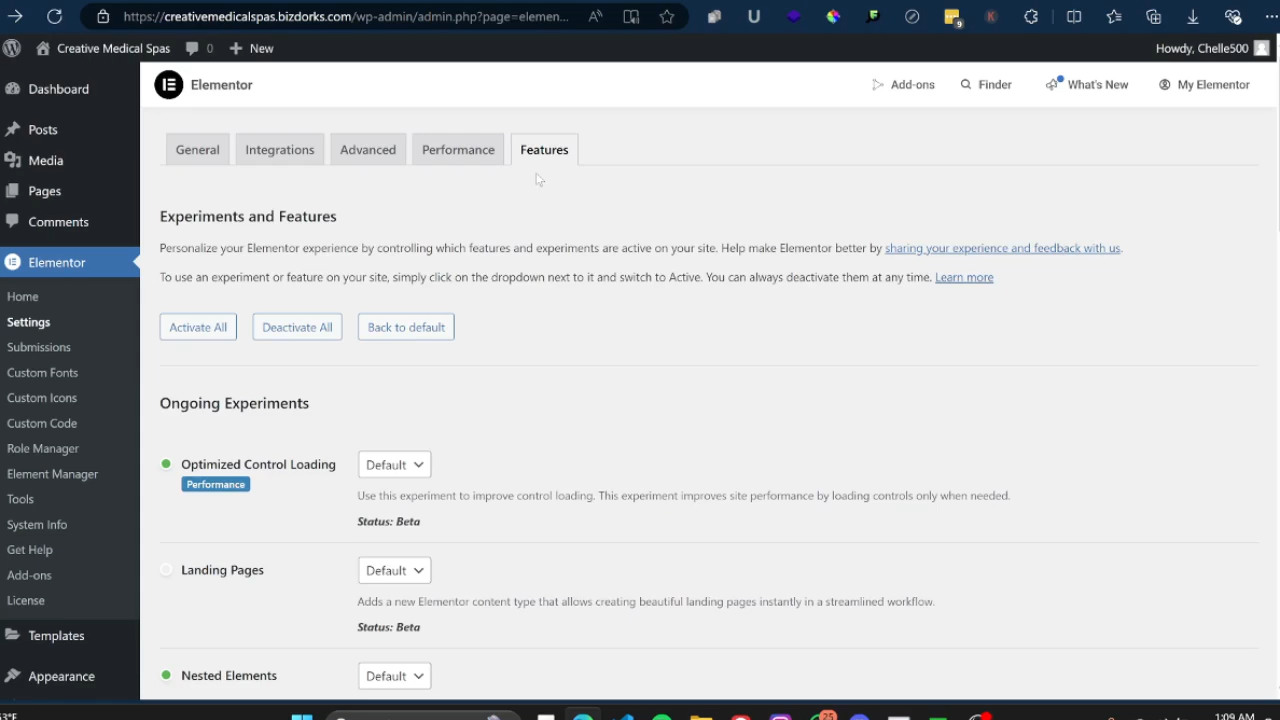 https://creativemedicalspas.bizdorks.com/wp-admin/admin.php?page=elemen...
9
Creative Medical Spas 0 New
Howdy, Chelle500
Dashboard
Posts
Media
Pages
Comments
Elementor
Home
Settings
Submissions
Custom Fonts
Custom Icons
Custom Code
Role Manager
Element Manager
Tools
System Info
Get Help
Add-ons
License
Templates
Appearance
Elementor
Add-ons Finder What's New My Elementor
General Integrations Advanced Performance Features
Experiments and Features
Personalize your Elementor experience by controlling which features and experiments are active on your site. Help make Elementor better by sharing your experience and feedback with us.
To use an experiment or feature on your site, simply click on the dropdown next to it and switch to Active. You can always deactivate them at any time. Learn more
Activate All Deactivate All Back to default
Ongoing Experiments
Optimized Control Loading Default
Performance
Use this experiment to improve control loading. This experiment improves site performance by loading controls only when needed.
Status: Beta
Landing Pages Default
Adds a new Elementor content type that allows creating beautiful landing pages instantly in a streamlined workflow.
Status: Beta
Nested Elements Default
1:09 AM